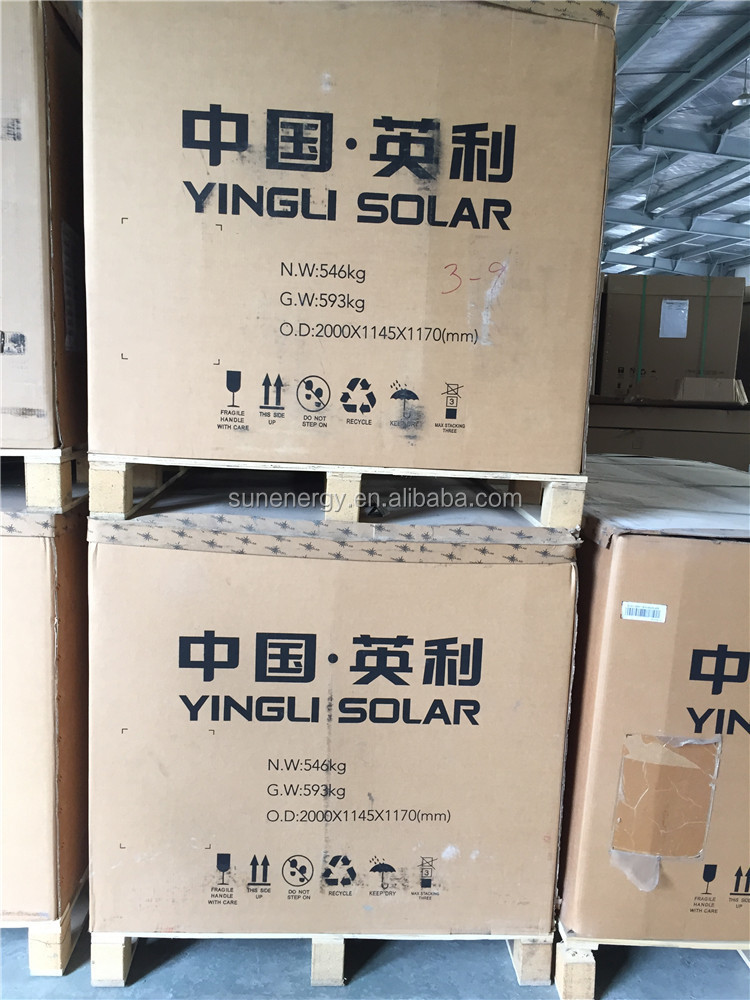 中国·英利
YINGLI SOLAR
N.W:546kg
G.W:593kg
O.D:2000X1145X1170(mm)
3-9
FRAGILE
HANDLE
WITH CARE
THIS SIDE
UP
DO NOT
STEP ON
RECYCLE
KEEP DRY
3
MAX STACKING
THREE
sunenergy.en.alibaba.com
中国·英利
YINGLI SOLAR
N.W:546kg
G.W:593kg
O.D:2000X1145X1170(mm)
FRAGILE
HANDLE
WITH CARE
THIS SIDE
UP
DO NOT
STEP ON
RECYCLE
KEEP DRY
3
MAX STACKING
THREE
中
YIN
FRAGILE
HANDLE
WITH CARE
THIS
UP